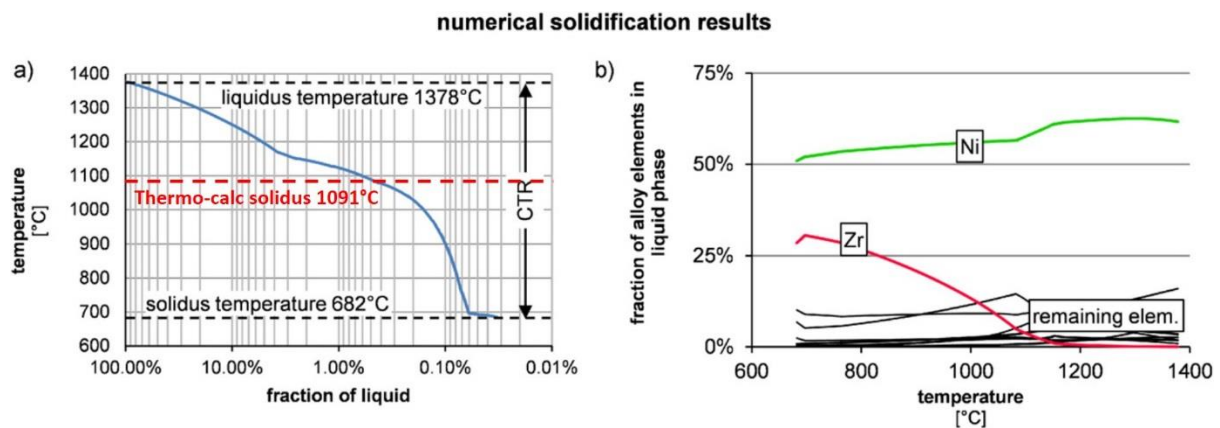 numerical solidification results
a)
1400
1300
1200
1100
1000
900
800
700
600
temperature
[°C]
liquidus temperature 1378°C
Thermo-calc solidus 1091°C
solidus temperature 682°C
CTR
100.00%
10.00%
1.00%
0.10%
0.01%
fraction of liquid
b)
75%
50%
25%
0%
fraction of alloy elements in
liquid phase
Ni
Zr
remaining elem.
600
800
1000
1200
1400
temperature
[°C]